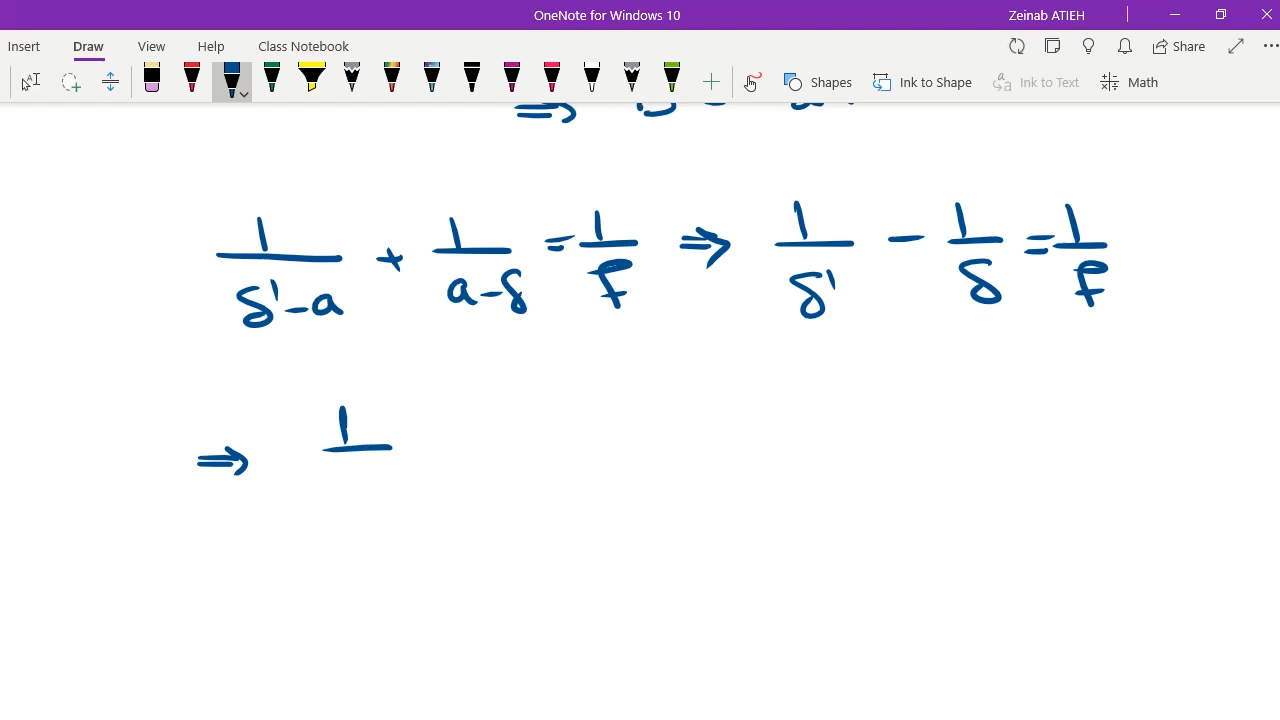 OneNote for Windows 10 Zeinab ATIEH
Insert Draw View Help Class Notebook Share
Shapes Ink to Shape Ink to Text Math
⇒
1/(δ'-a) + 1/(a-δ) = 1/f ⇒ 1/δ' - 1/δ = 1/f
⇒ 1/